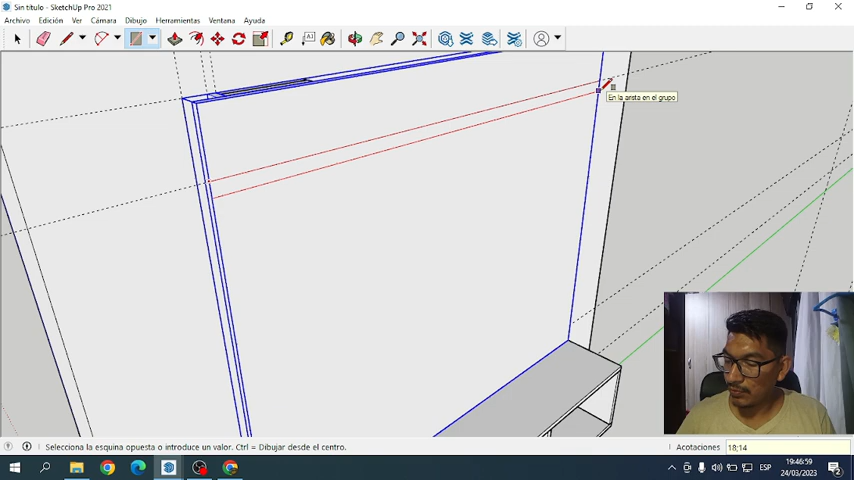 Sin título - SketchUp Pro 2021
Archivo Edición Ver Cámara Dibujo Herramientas Ventana Ayuda
A1
En la arista en el grupo
Selecciona la esquina opuesta o introduce un valor. Ctrl = Dibujar desde el centro.
Acotaciones 18;14
ESP
19:46:59
24/03/2023
2